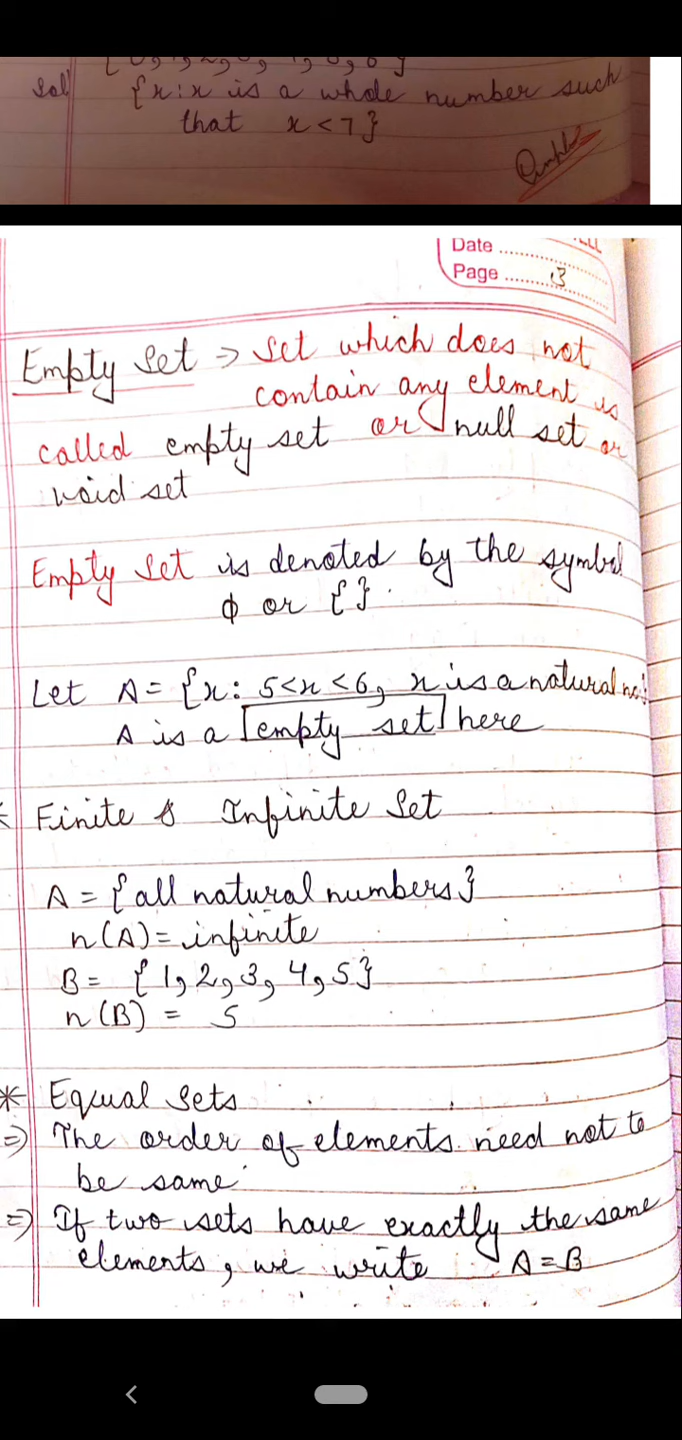 Sol {x:x is a whole number such
that x < 7}
Date
Page 3
Empty Set → Set which does not
contain any element is
called empty set or null set or
void set
Empty Set is denoted by the symbol
ϕ or { }.
Let A = {x: 5<x<6, x is a natural no.}
A is a [empty set] here
Finite & Infinite Set
A = {all natural numbers}
n(A) = infinite
B = {1, 2, 3, 4, 5}
n(B) = 5
* Equal Sets
⇒ The order of elements need not to
be same
⇒ If two sets have exactly the same
elements, we write A = B